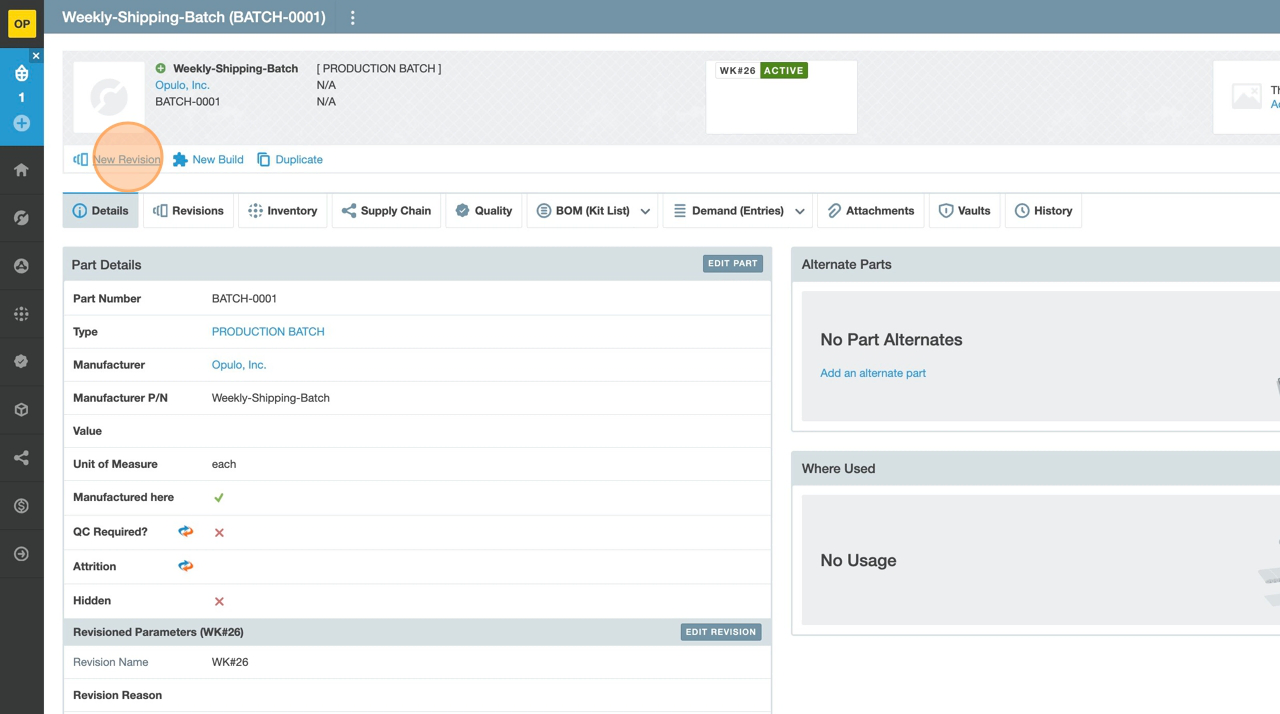 OP
Weekly-Shipping-Batch (BATCH-0001)
1
Weekly-Shipping-Batch [ PRODUCTION BATCH ]
Opulo, Inc. N/A
BATCH-0001 N/A
WK#26 ACTIVE
New Revision New Build Duplicate
Details Revisions Inventory Supply Chain Quality BOM (Kit List) Demand (Entries) Attachments Vaults History
Part Details EDIT PART
Part Number BATCH-0001
Type PRODUCTION BATCH
Manufacturer Opulo, Inc.
Manufacturer P/N Weekly-Shipping-Batch
Value
Unit of Measure each
Manufactured here
QC Required?
Attrition
Hidden
Revisioned Parameters (WK#26) EDIT REVISION
Revision Name WK#26
Revision Reason
Alternate Parts
No Part Alternates
Add an alternate part
Where Used
No Usage